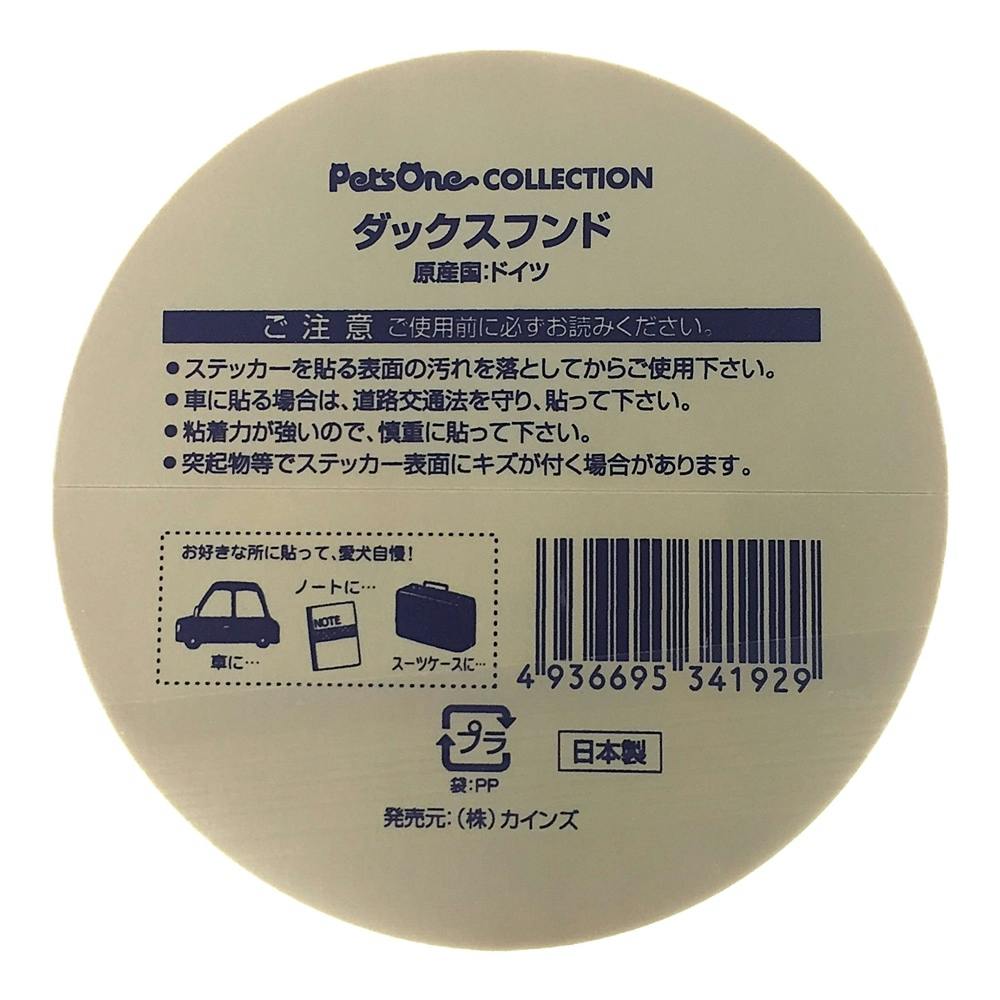 Pet'sOne COLLECTION
ダックスフンド
原産国:ドイツ
ご注意 ご使用前に必ずお読みください。
●ステッカーを貼る表面の汚れを落としてからご使用下さい。
●車に貼る場合は、道路交通法を守り、貼って下さい。
●粘着力が強いので、慎重に貼って下さい。
●突起物等でステッカー表面にキズが付く場合があります。
お好きな所に貼って、愛犬自慢!
ノートに…
NOTE
車に…
スーツケースに…
4 936695 341929
プラ
袋:PP
日本製
発売元:(株)カインズ